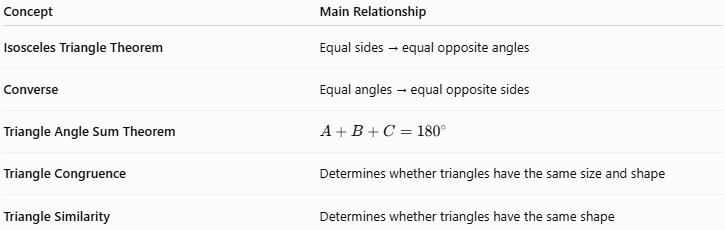 Concept Main Relationship
Isosceles Triangle Theorem Equal sides → equal opposite angles
Converse Equal angles → equal opposite sides
Triangle Angle Sum Theorem A + B + C = 180°
Triangle Congruence Determines whether triangles have the same size and shape
Triangle Similarity Determines whether triangles have the same shape